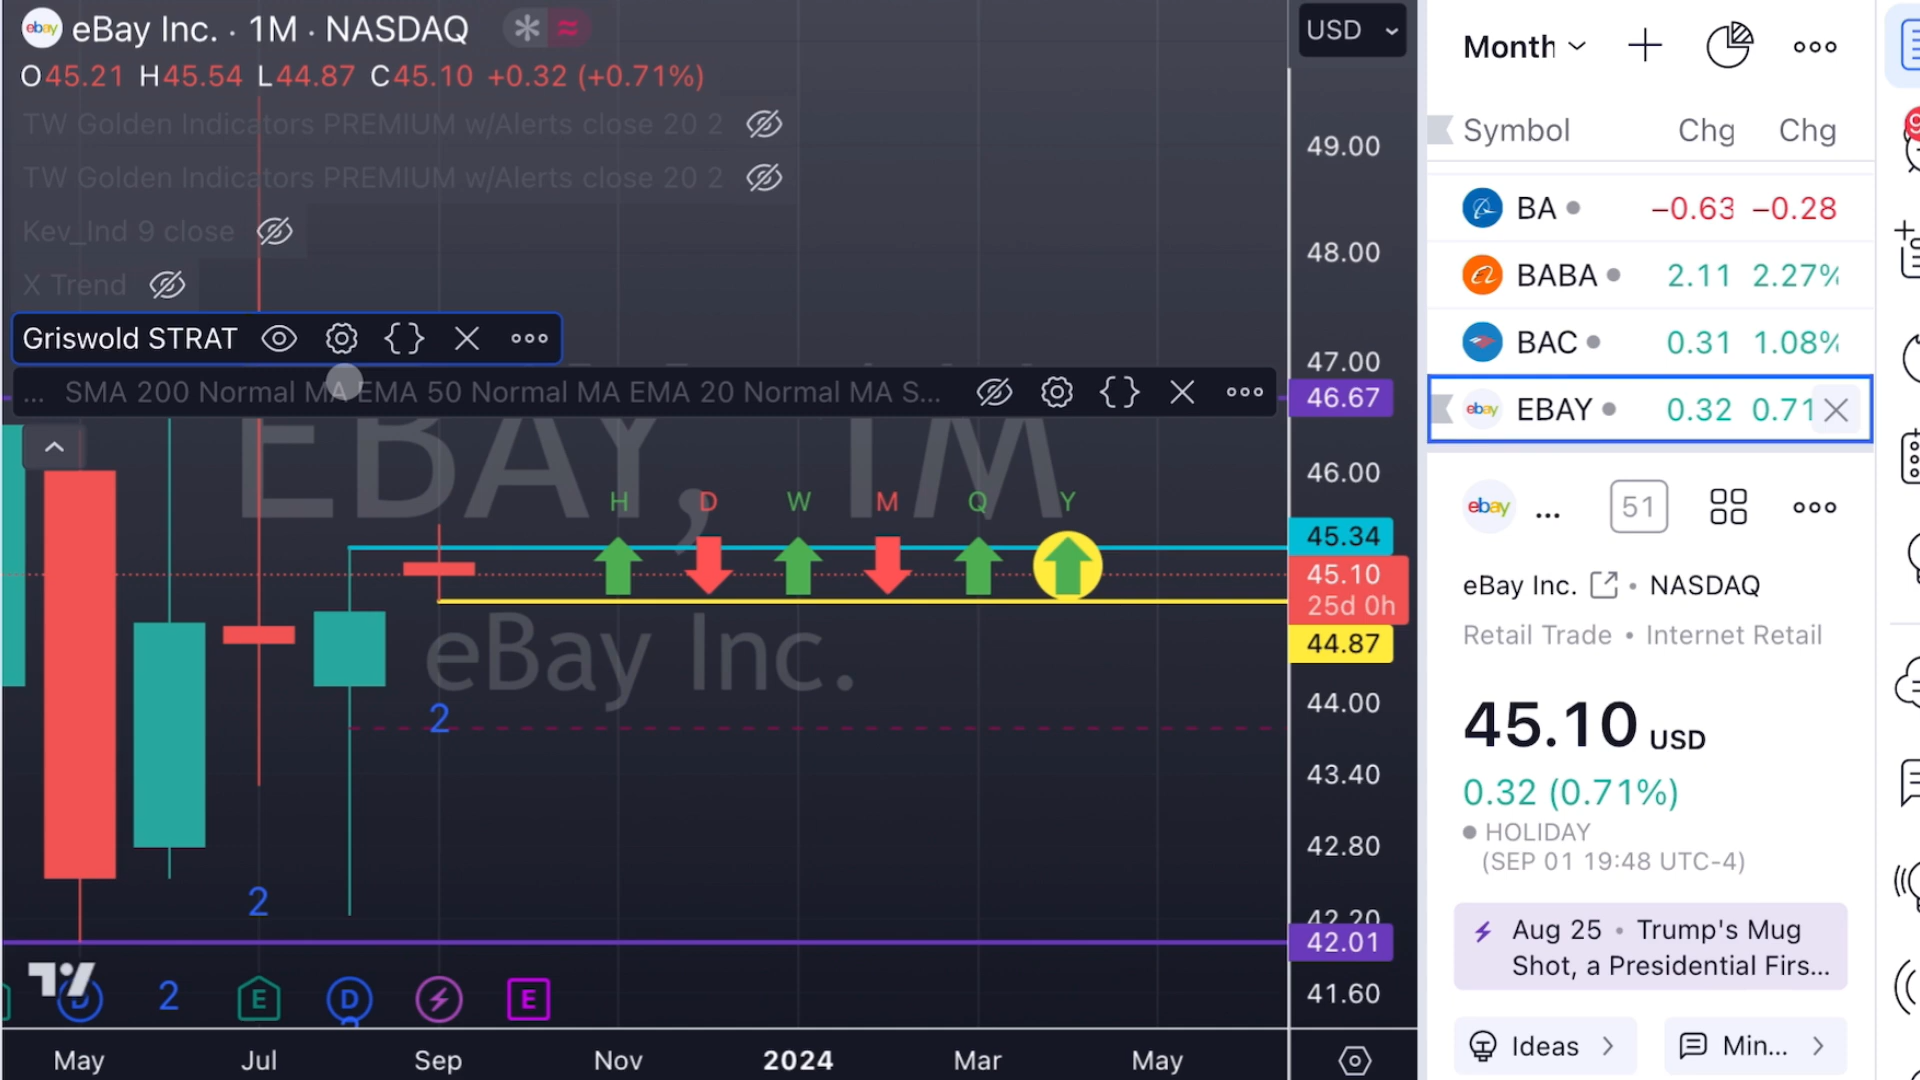 eBay Inc. · 1M · NASDAQ
O45.21 H45.54 L44.87 C45.10 +0.32 (+0.71%)
TW Golden Indicators PREMIUM w/Alerts close 20 2
TW Golden Indicators PREMIUM w/Alerts close 20 2
Kev_Ind 9 close
X Trend
Griswold STRAT
... SMA 200 Normal MA EMA 50 Normal MA EMA 20 Normal MA S...
EBAY, 1M
eBay Inc.
H D W M Q Y
2
2
2
D
E
D
E
May Jul Sep Nov 2024 Mar May
USD
49.00
48.00
47.00
46.67
46.00
45.34
45.10
25d 0h
44.87
44.00
43.40
42.80
42.20
42.01
41.60
Month
Symbol Chg Chg
BA −0.63 −0.28
BABA 2.11 2.27%
BAC 0.31 1.08%
ebay EBAY 0.32 0.71
ebay ... 51
eBay Inc. • NASDAQ
Retail Trade • Internet Retail
45.10 USD
0.32 (0.71%)
HOLIDAY
(SEP 01 19:48 UTC-4)
Aug 25 • Trump's Mug
Shot, a Presidential Firs...
Ideas
Min...